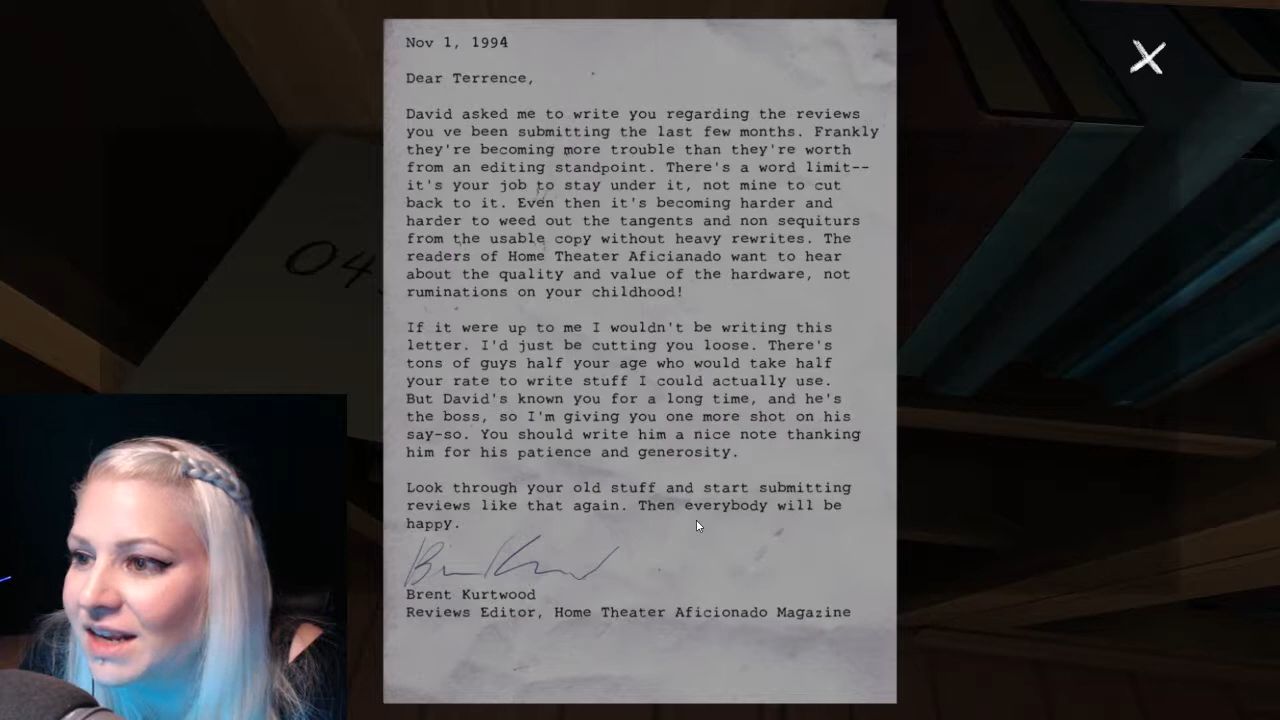 Nov 1, 1994
Dear Terrence,
David asked me to write you regarding the reviews
you ve been submitting the last few months. Frankly
they're becoming more trouble than they're worth
from an editing standpoint. There's a word limit--
it's your job to stay under it, not mine to cut
back to it. Even then it's becoming harder and
harder to weed out the tangents and non sequiturs
from the usable copy without heavy rewrites. The
readers of Home Theater Aficianado want to hear
about the quality and value of the hardware, not
ruminations on your childhood!
If it were up to me I wouldn't be writing this
letter. I'd just be cutting you loose. There's
tons of guys half your age who would take half
your rate to write stuff I could actually use.
But David's known you for a long time, and he's
the boss, so I'm giving you one more shot on his
say-so. You should write him a nice note thanking
him for his patience and generosity.
Look through your old stuff and start submitting
reviews like that again. Then everybody will be
happy.
Brent Kurtwood
Reviews Editor, Home Theater Aficionado Magazine
04